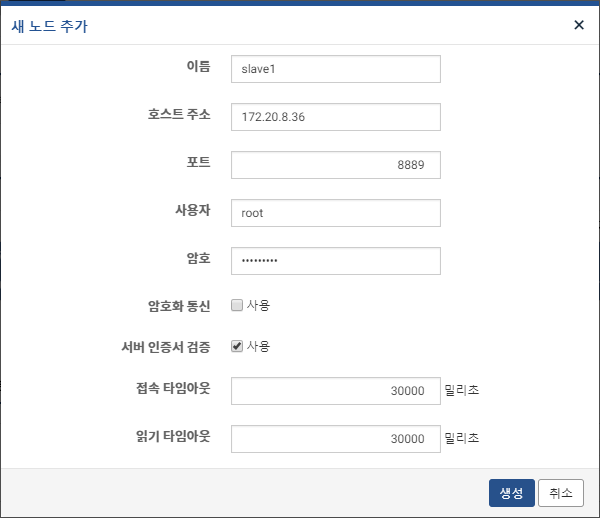 새 노드 추가 ×
이름 slave1
호스트 주소 172.20.8.36
포트 8889
사용자 root
암호 •••••••••
암호화 통신 사용
서버 인증서 검증 사용
접속 타임아웃 30000 밀리초
읽기 타임아웃 30000 밀리초
생성 취소